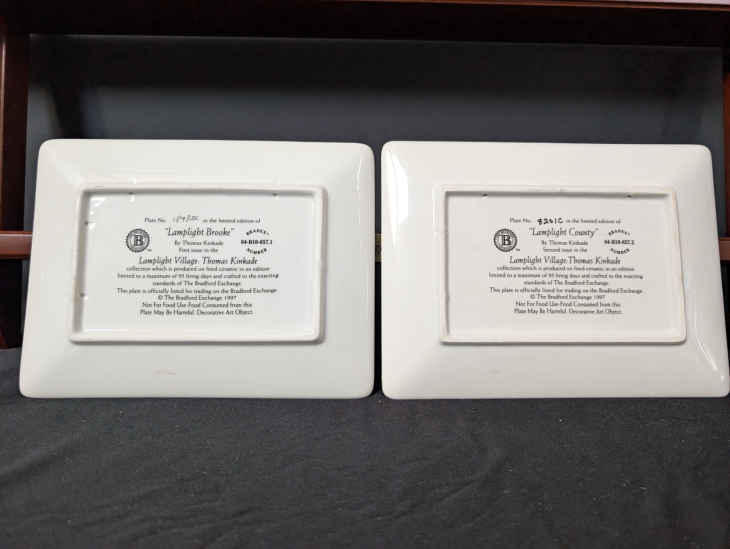 Plate No. in the limited edition of
"Lamplight Brooke"
By Thomas Kinkade
First issue in the
Lamplight Village. Thomas Kinkade
collection which is produced on fired ceramic in an edition
limited to a maximum of 95 firing days and crafted to the exacting
standards of The Bradford Exchange.
This plate is officially listed for trading on the Bradford Exchange
© The Bradford Exchange 1997
Not For Food Use-Food Consumed from this
Plate May Be Harmful. Decorative Art Object.
B
BRADEX®
84-B10-657.1
NUMBER
Plate No. 8261C in the limited edition of
"Lamplight County"
By Thomas Kinkade
Second issue in the
Lamplight Village. Thomas Kinkade
collection which is produced on fired ceramic in an edition
limited to a maximum of 95 firing days and crafted to the exacting
standards of The Bradford Exchange.
This plate is officially listed for trading on the Bradford Exchange
© The Bradford Exchange 1997
Not For Food Use-Food Consumed from this
Plate May Be Harmful. Decorative Art Object.
B
BRADEX®
84-B10-657.2
NUMBER